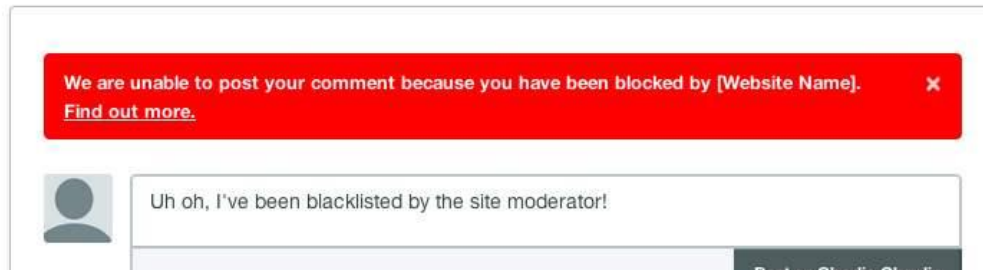 We are unable to post your comment because you have been blocked by [Website Name].
Find out more.
Uh oh, I've been blacklisted by the site moderator!